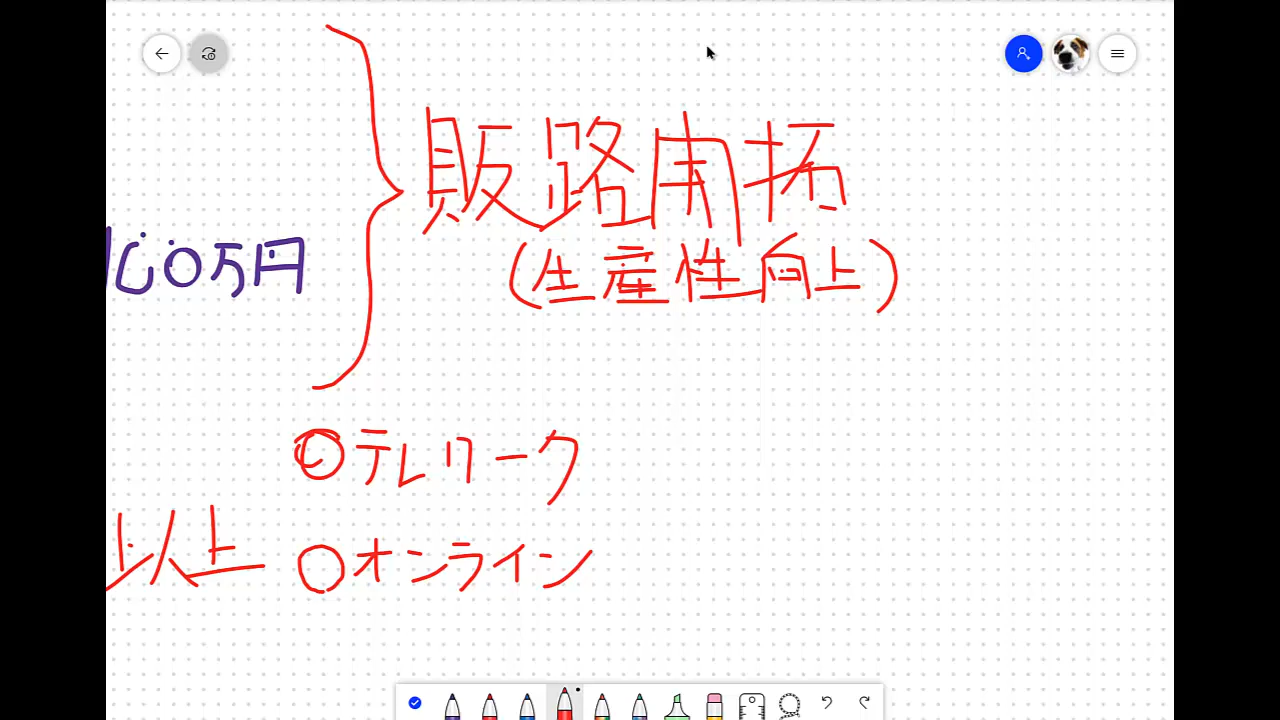 販路開拓
100万円
(生産性向上)
◎テレワーク
以上
○オンライン